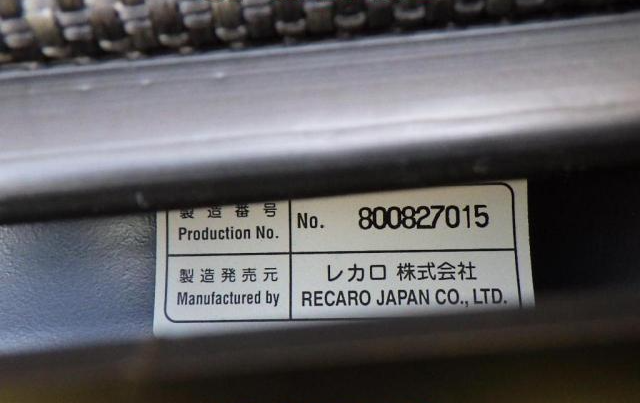 製造番号
Production No.
No. 800827015
製造発売元
Manufactured by
レカロ 株式会社
RECARO JAPAN CO., LTD.